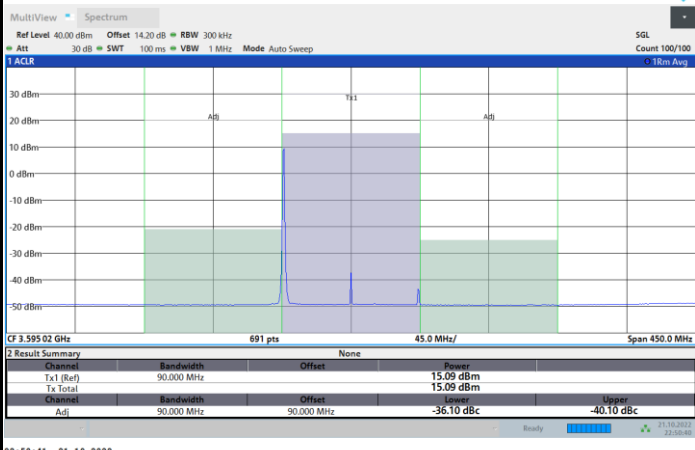 MultiView Spectrum
Ref Level 40.00 dBm Offset 14.20 dB RBW 300 kHz SGL
Att 30 dB SWT 100 ms VBW 1 MHz Mode Auto Sweep Count 100/100
1 ACLR 1Rm Avg
30 dBm
Tx1
20 dBm Adj Adj
10 dBm
0 dBm
-10 dBm
-20 dBm
-30 dBm
-40 dBm
-50 dBm
CF 3.595 02 GHz 691 pts 45.0 MHz/ Span 450.0 MHz
2 Result Summary None
Channel Bandwidth Offset Power
Tx1 (Ref) 90.000 MHz 15.09 dBm
Tx Total 15.09 dBm
Channel Bandwidth Offset Lower Upper
Adj 90.000 MHz 90.000 MHz -36.10 dBc -40.10 dBc
Ready 21.10.2022
22:50:40